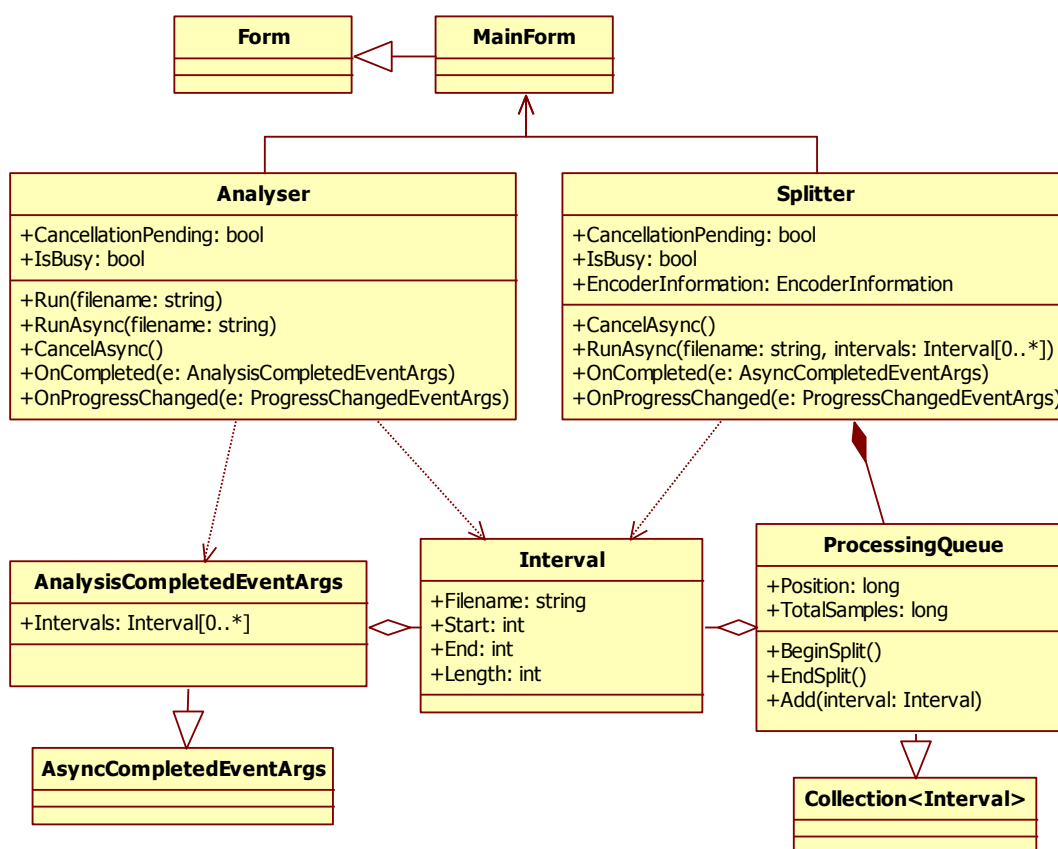 Form
MainForm
Analyser
+CancellationPending: bool
+IsBusy: bool
+Run(filename: string)
+RunAsync(filename: string)
+CancelAsync()
+OnCompleted(e: AnalysisCompletedEventArgs)
+OnProgressChanged(e: ProgressChangedEventArgs)
Splitter
+CancellationPending: bool
+IsBusy: bool
+EncoderInformation: EncoderInformation
+CancelAsync()
+RunAsync(filename: string, intervals: Interval[0..*])
+OnCompleted(e: AsyncCompletedEventArgs)
+OnProgressChanged(e: ProgressChangedEventArgs)
AnalysisCompletedEventArgs
+Intervals: Interval[0..*]
Interval
+Filename: string
+Start: int
+End: int
+Length: int
ProcessingQueue
+Position: long
+TotalSamples: long
+BeginSplit()
+EndSplit()
+Add(interval: Interval)
AsyncCompletedEventArgs
Collection<Interval>